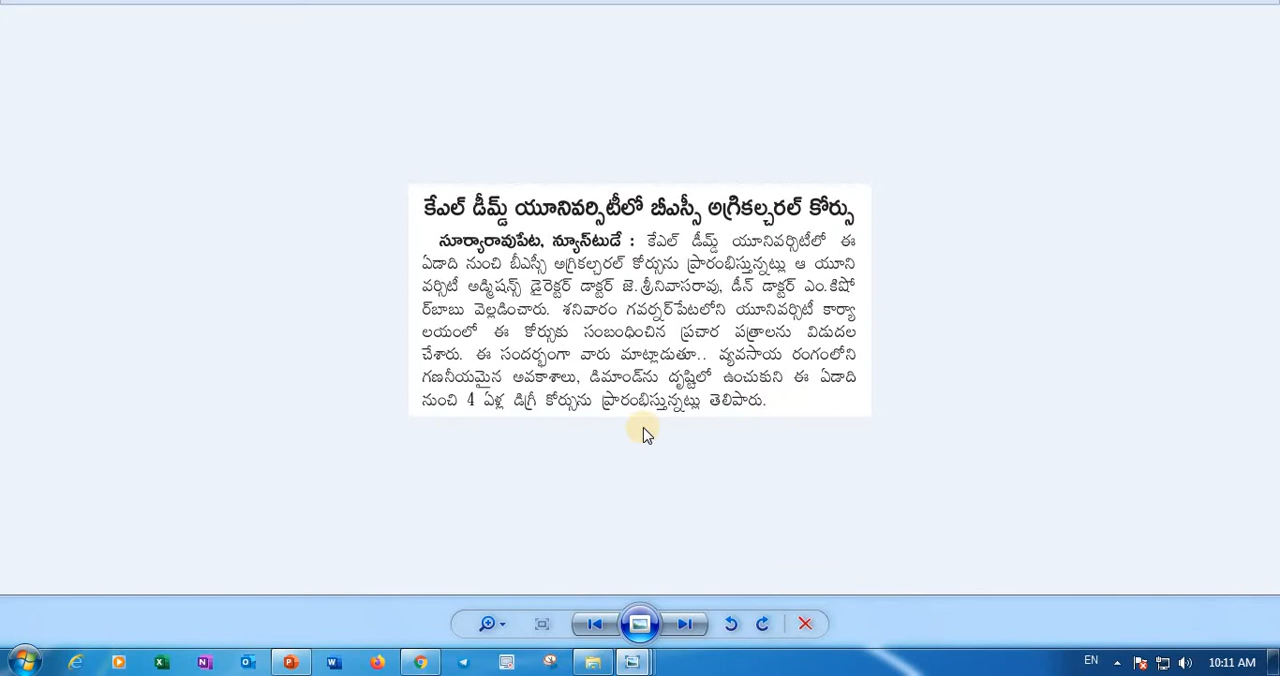 కేఎల్ డీమ్డ్ యూనివర్సిటీలో బీఎస్సీ అగ్రికల్చరల్ కోర్సు
సూర్యారావుపేట, న్యూస్‌టుడే : కేఎల్ డీమ్డ్ యూనివర్సిటీలో ఈ
ఏడాది నుంచి బీఎస్సీ అగ్రికల్చరల్ కోర్సును ప్రారంభిస్తున్నట్లు ఆ యూని
వర్సిటీ అడ్మిషన్స్ డైరెక్టర్ డాక్టర్ జె.శ్రీనివాసరావు, డీన్ డాక్టర్ ఎం.కిషో
ర్‌బాబు వెల్లడించారు. శనివారం గవర్నర్‌పేటలోని యూనివర్సిటీ కార్యా
లయంలో ఈ కోర్సుకు సంబంధించిన ప్రచార పత్రాలను విడుదల
చేశారు. ఈ సందర్భంగా వారు మాట్లాడుతూ.. వ్యవసాయ రంగంలోని
గణనీయమైన అవకాశాలు, డిమాండ్‌ను దృష్టిలో ఉంచుకుని ఈ ఏడాది
నుంచి 4 ఏళ్ల డిగ్రీ కోర్సును ప్రారంభిస్తున్నట్లు తెలిపారు.
EN
10:11 AM